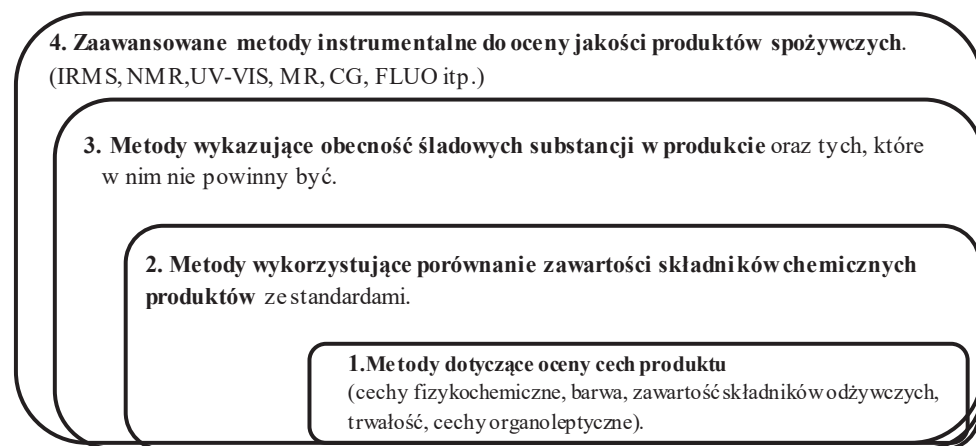 4. Zaawansowane metody instrumentalne do oceny jakości produktów spożywczych.
(IRMS, NMR,UV-VIS, MR, CG, FLUO itp.)
3. Metody wykazujące obecność śladowych substancji w produkcie oraz tych, które
w nim nie powinny być.
2. Metody wykorzystujące porównanie zawartości składników chemicznych
produktów ze standardami.
1.Metody dotyczące oceny cech produktu
(cechy fizykochemiczne, barwa, zawartość składników odżywczych,
trwałość, cechy organoleptyczne).